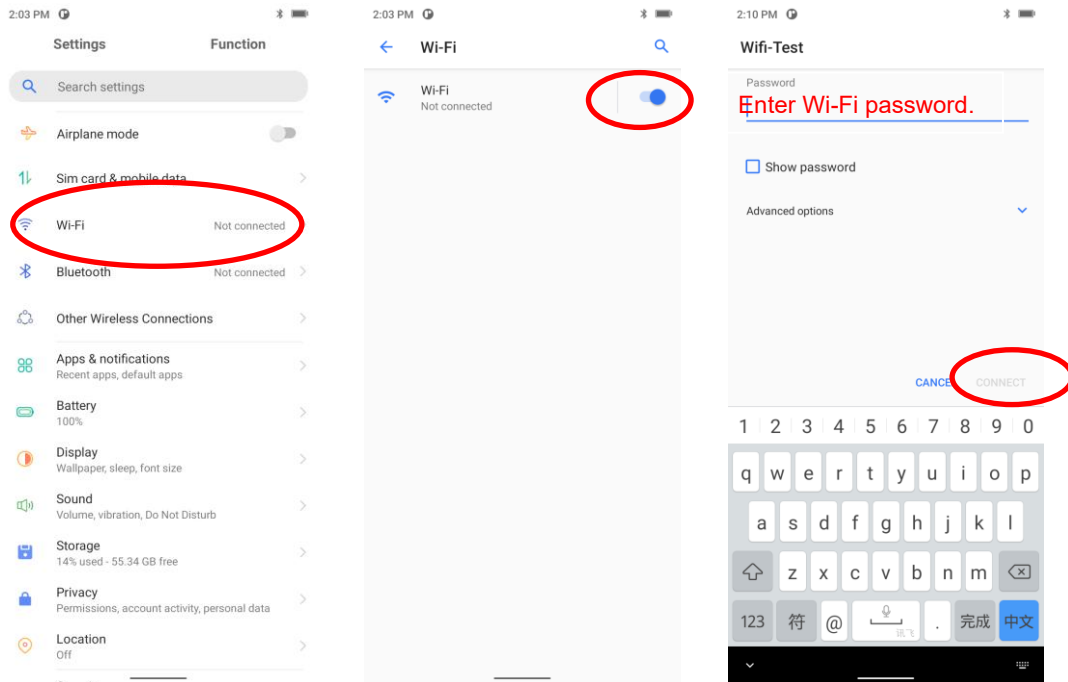 2:03 PM
Settings
Function
Search settings
Airplane mode
Sim card & mobile data
Wi-Fi
Not connected
Bluetooth
Not connected
Other Wireless Connections
Apps & notifications
Recent apps, default apps
Battery
100%
Display
Wallpaper, sleep, font size
Sound
Volume, vibration, Do Not Disturb
Storage
14% used - 55.34 GB free
Privacy
Permissions, account activity, personal data
Location
Off
2:03 PM
Wi-Fi
Wi-Fi
Not connected
2:10 PM
Wifi-Test
Password
Enter Wi-Fi password.
Show password
Advanced options
CANCE
CONNECT
1 2 3 4 5 6 7 8 9 0
q w e r t y u i o p
a s d f g h j k l
z x c v b n m
123 符 @ 讯飞 . 完成 中文